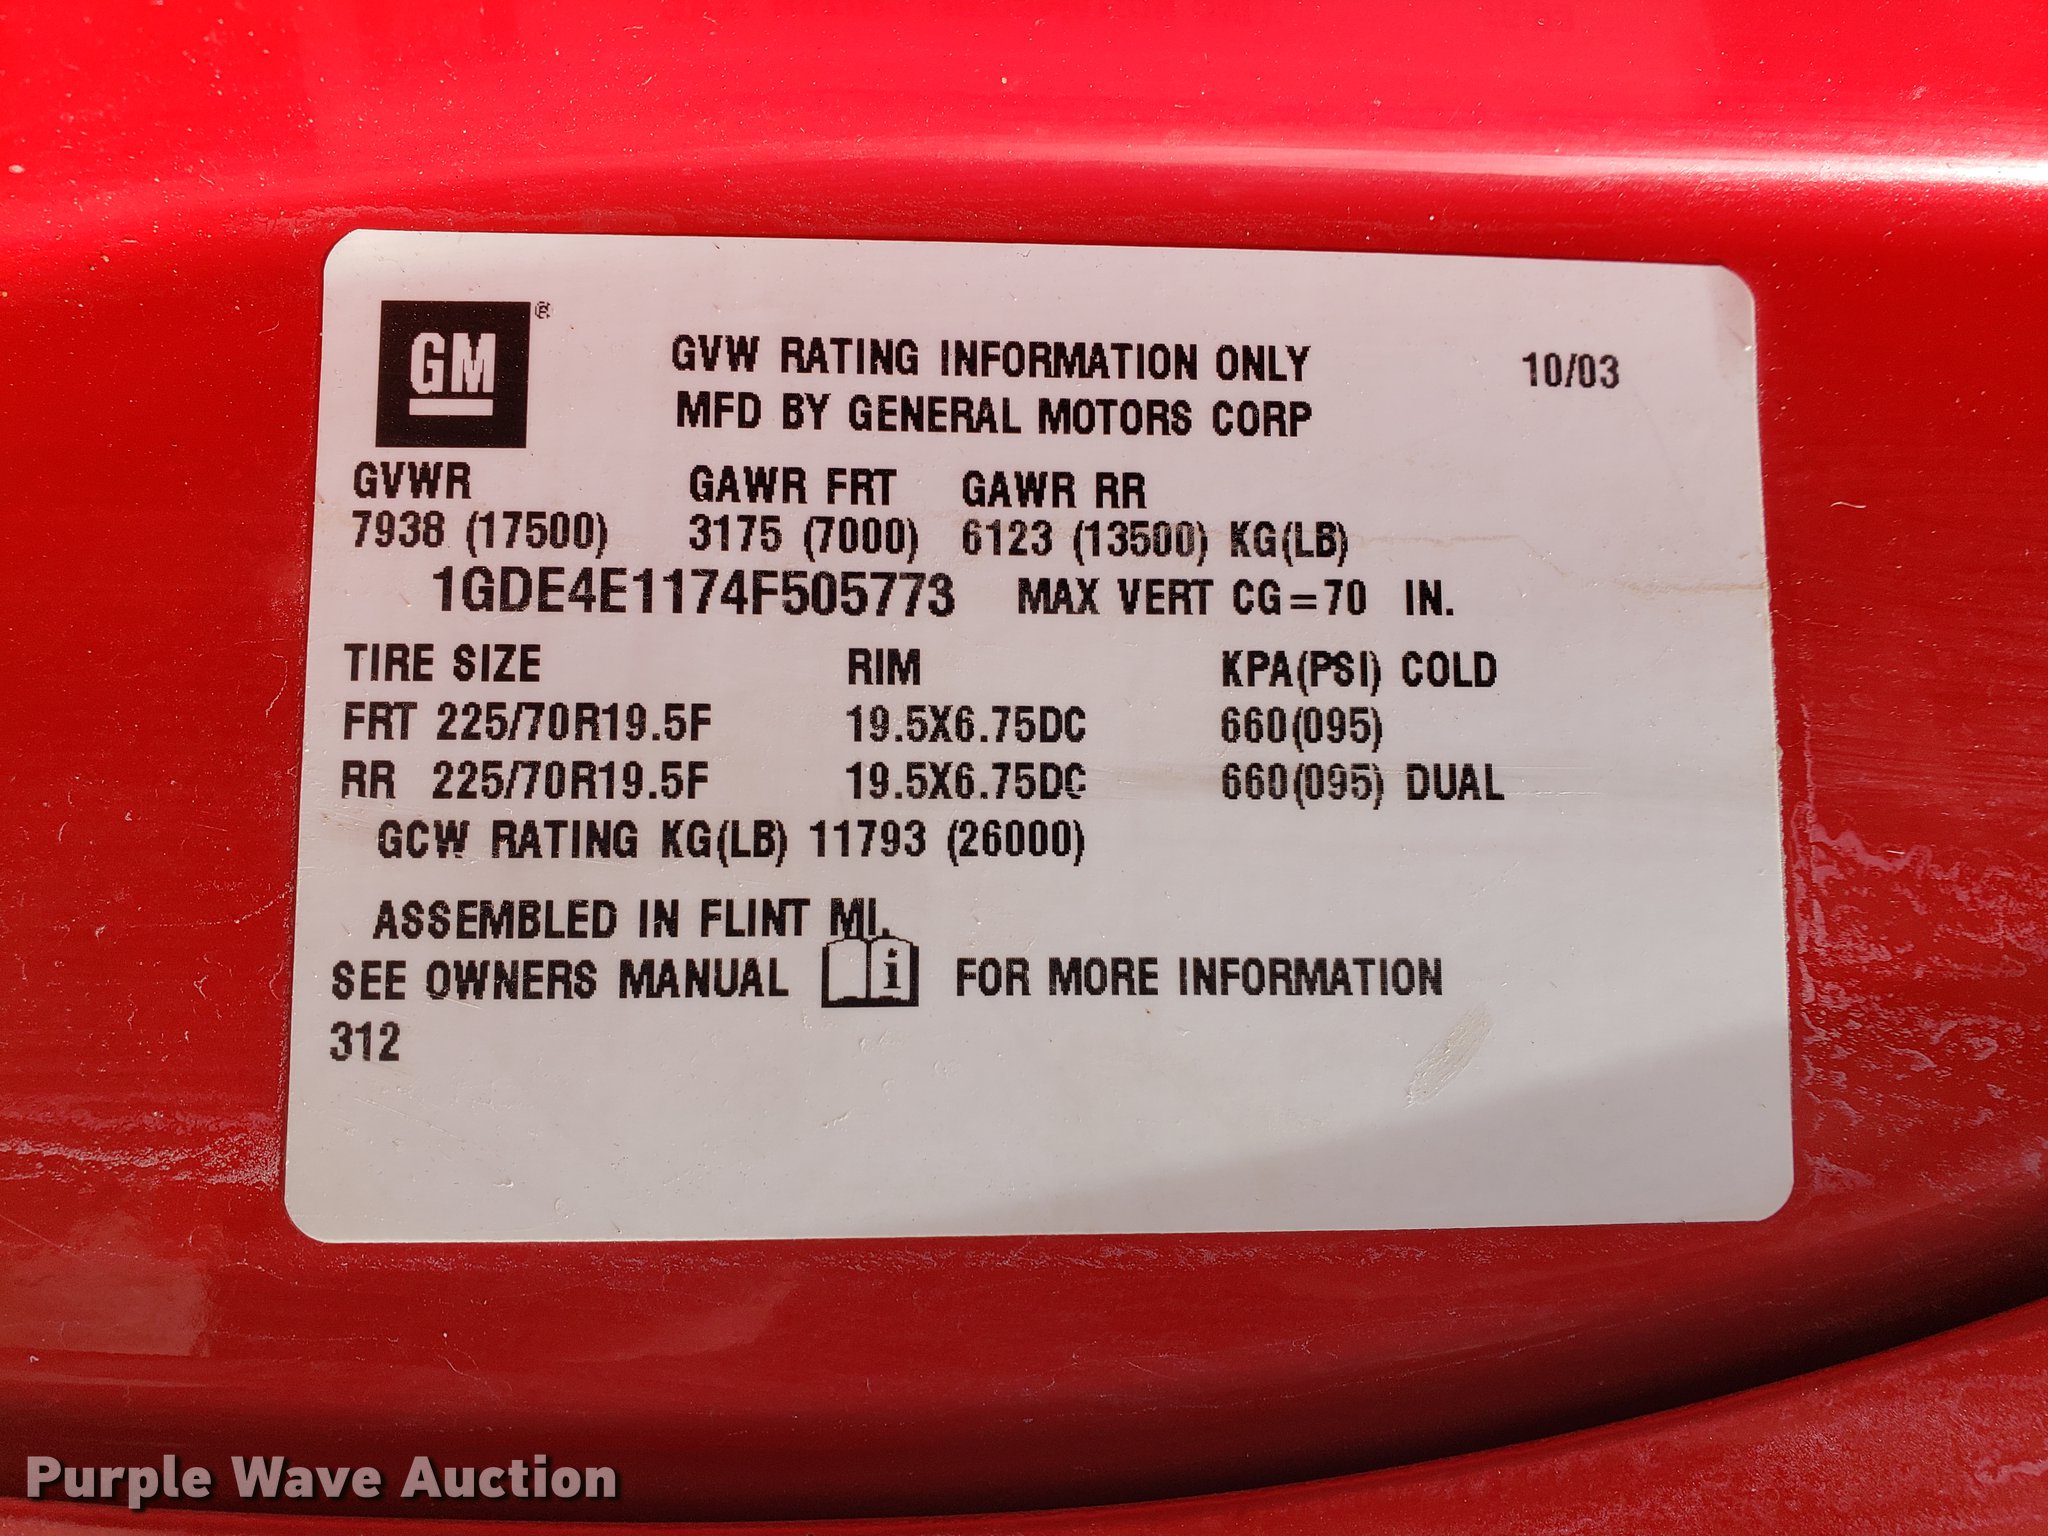 GM ®
GVW RATING INFORMATION ONLY 10/03
MFD BY GENERAL MOTORS CORP
GVWR GAWR FRT GAWR RR
7938 (17500) 3175 (7000) 6123 (13500) KG(LB)
1GDE4E1174F505773 MAX VERT CG=70 IN.
TIRE SIZE RIM KPA(PSI) COLD
FRT 225/70R19.5F 19.5X6.75DC 660(095)
RR 225/70R19.5F 19.5X6.75DC 660(095) DUAL
GCW RATING KG(LB) 11793 (26000)
ASSEMBLED IN FLINT MI.
SEE OWNERS MANUAL i FOR MORE INFORMATION
312
Purple Wave Auction